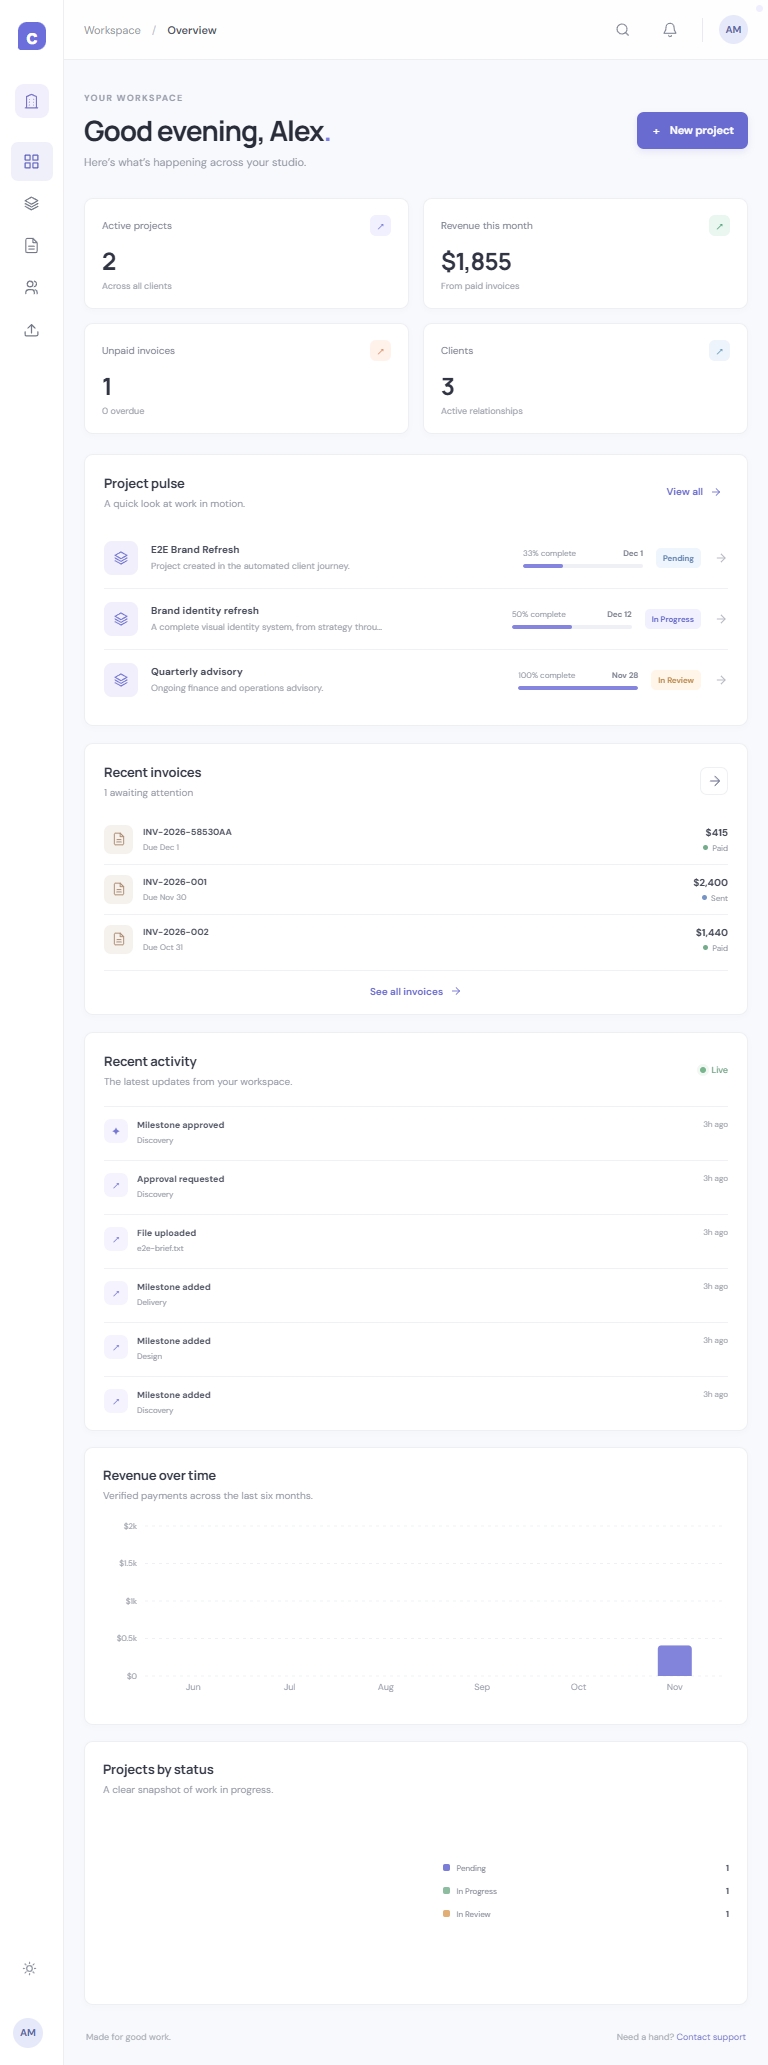 c
Workspace / Overview
AM
YOUR WORKSPACE
Good evening, Alex.
Here's what's happening across your studio.
+ New project
Active projects
2
Across all clients
Revenue this month
$1,855
From paid invoices
Unpaid invoices
1
0 overdue
Clients
3
Active relationships
Project pulse
A quick look at work in motion.
View all
E2E Brand Refresh
Project created in the automated client journey.
33% complete Dec 1
Pending
Brand identity refresh
A complete visual identity system, from strategy throu...
50% complete Dec 12
In Progress
Quarterly advisory
Ongoing finance and operations advisory.
100% complete Nov 28
In Review
Recent invoices
1 awaiting attention
INV-2026-58530AA
Due Dec 1
$415
Paid
INV-2026-001
Due Nov 30
$2,400
Sent
INV-2026-002
Due Oct 31
$1,440
Paid
See all invoices
Recent activity
The latest updates from your workspace.
Live
Milestone approved
Discovery
3h ago
Approval requested
Discovery
3h ago
File uploaded
e2e-brief.txt
3h ago
Milestone added
Delivery
3h ago
Milestone added
Design
3h ago
Milestone added
Discovery
3h ago
Revenue over time
Verified payments across the last six months.
$2k
$1.5k
$1k
$0.5k
$0
Jun Jul Aug Sep Oct Nov
Projects by status
A clear snapshot of work in progress.
Pending 1
In Progress 1
In Review 1
AM
Made for good work.
Need a hand? Contact support